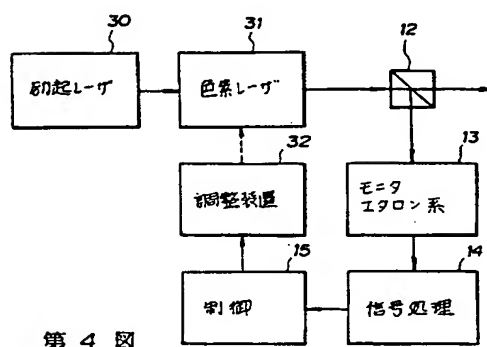 30
31
12
励起レーザ
色素レーザ
32
13
調整装置
モニタ
エタロン系
15
14
制御
信号処理
第 4 図